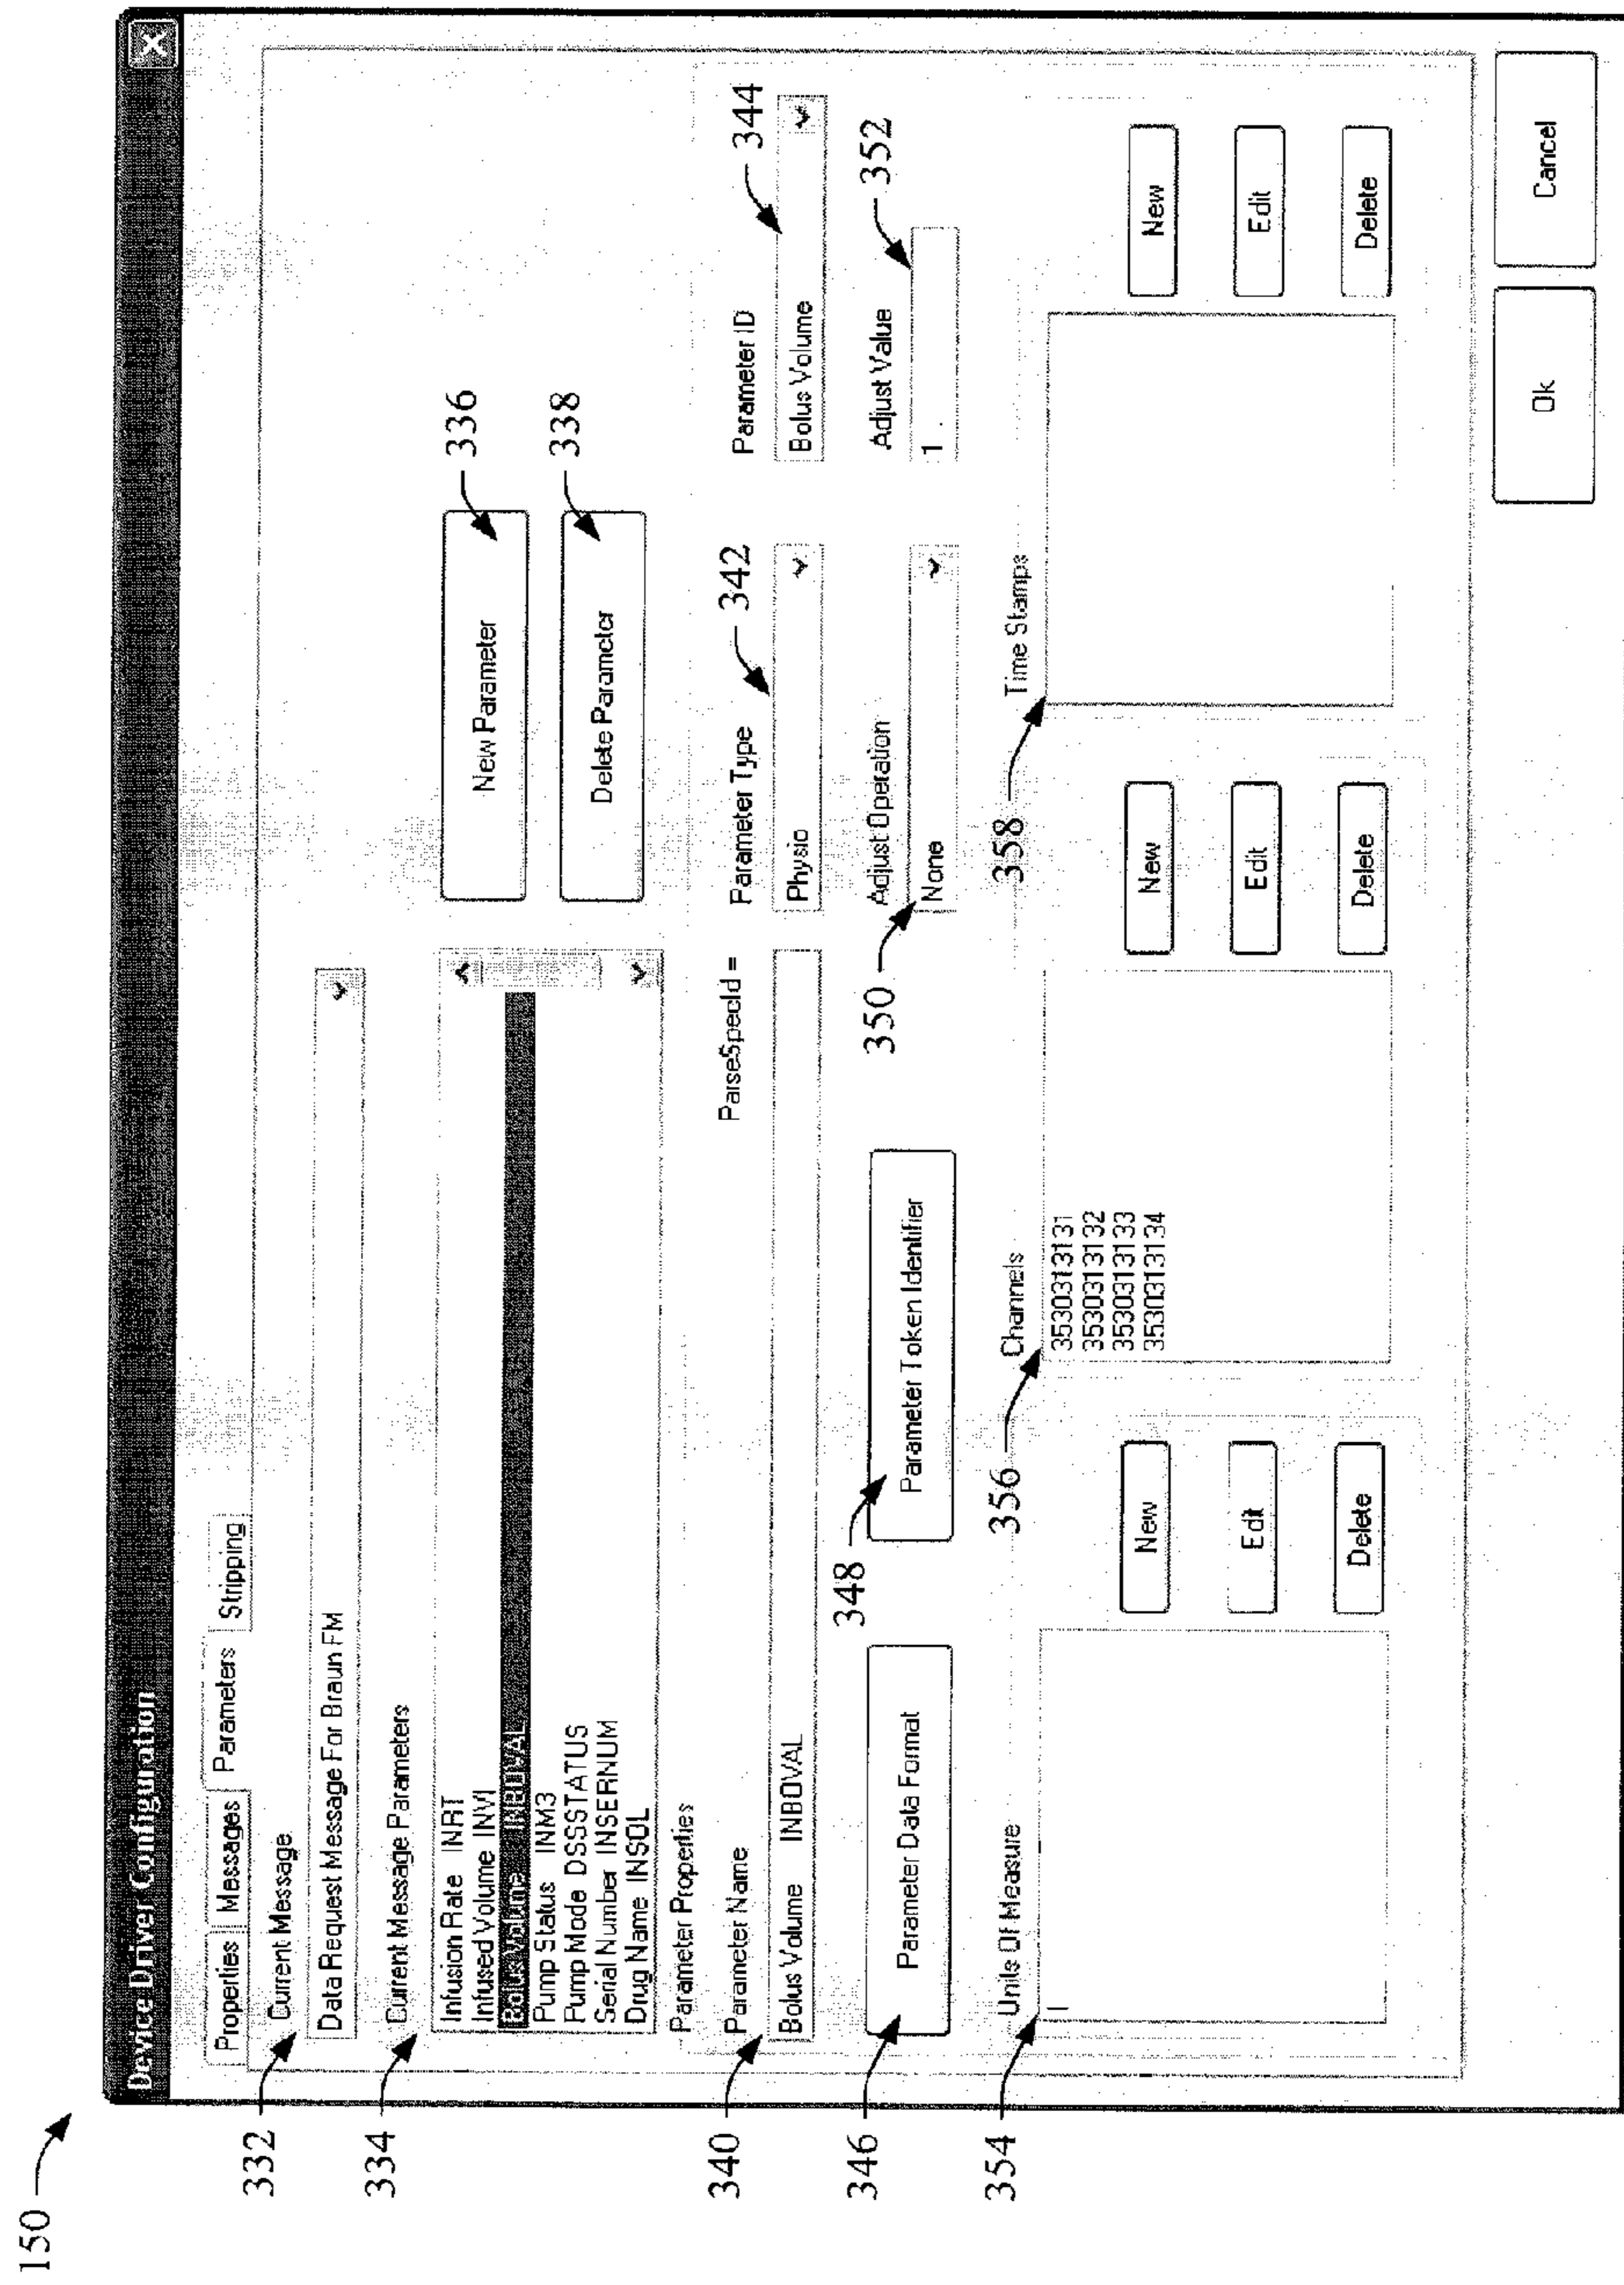 150
Device Driver Configuration
X
Properties Messages Parameters Stripping
332
Current Message
Data Request Message For Braun FM
334
Current Message Parameters
Infusion Rate INRT
Infused Volume INVI
Bolus Volume INBOVAL
Pump Status INM3
Pump Mode DSSSTATUS
Serial Number INSERNUM
Drug Name INSOL
New Parameter
336
Delete Parameter
338
Parameter Properties
340
Parameter Name
ParseSpecId =
Parameter Type
342
Parameter ID
344
Bolus Volume INBOVAL
Physio
Bolus Volume
346
Parameter Data Format
348
Parameter Token Identifier
350
Adjust Operation
None
Adjust Value
352
1
354
Units Of Measure
New
Edit
Delete
356
Channels
3530313131
3530313132
3530313133
3530313134
New
Edit
Delete
358
Time Stamps
New
Edit
Delete
Ok
Cancel